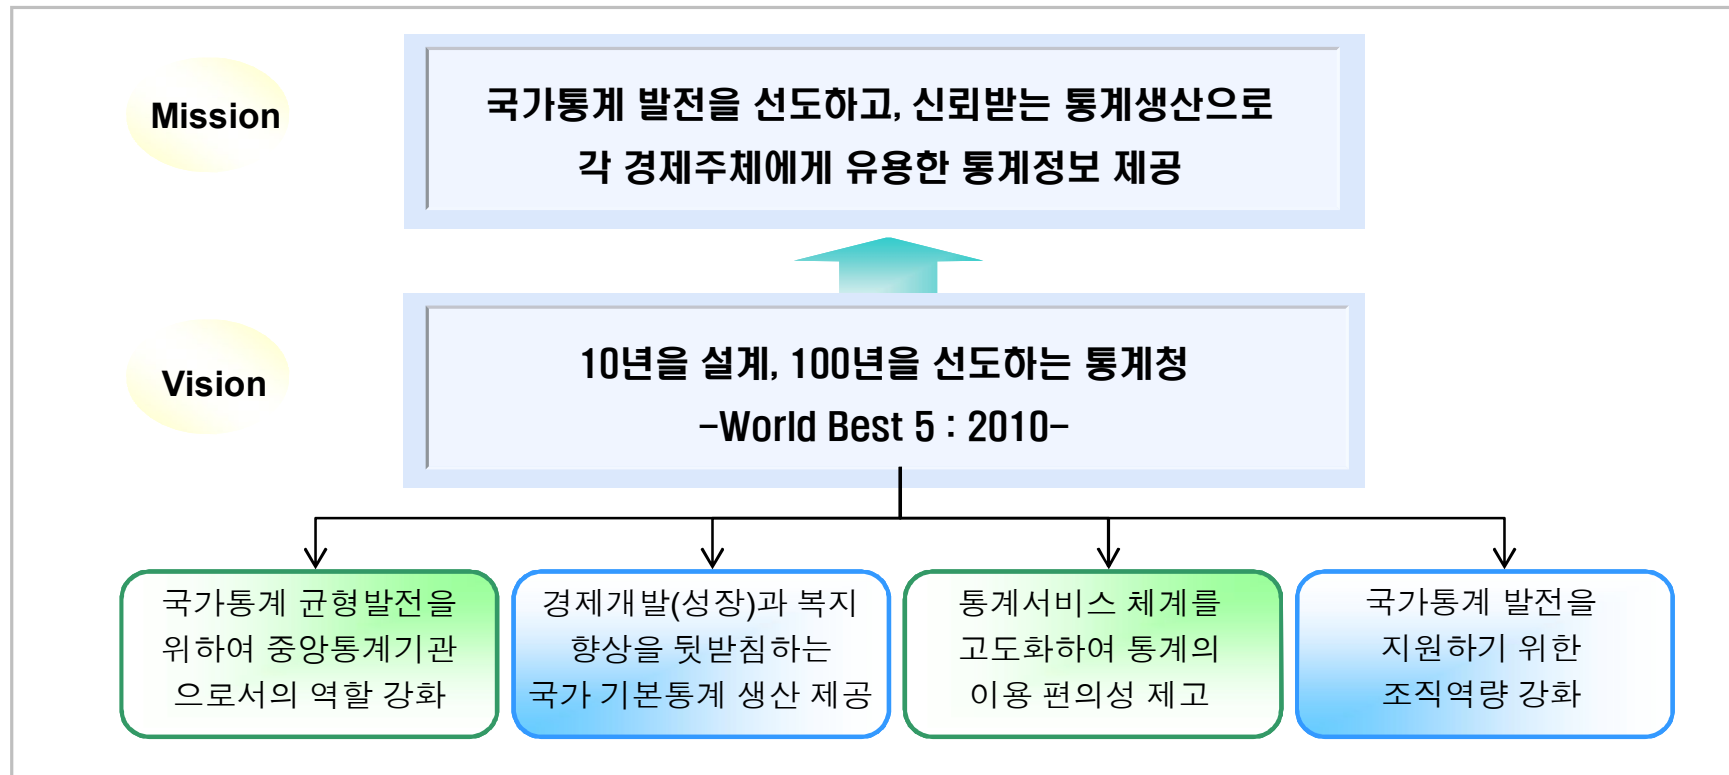 Mission
국가통계 발전을 선도하고, 신뢰받는 통계생산으로
각 경제주체에게 유용한 통계정보 제공
Vision
10년을 설계, 100년을 선도하는 통계청
-World Best 5 : 2010-
국가통계 균형발전을
위하여 중앙통계기관
으로서의 역할 강화
경제개발(성장)과 복지
향상을 뒷받침하는
국가 기본통계 생산 제공
통계서비스 체계를
고도화하여 통계의
이용 편의성 제고
국가통계 발전을
지원하기 위한
조직역량 강화